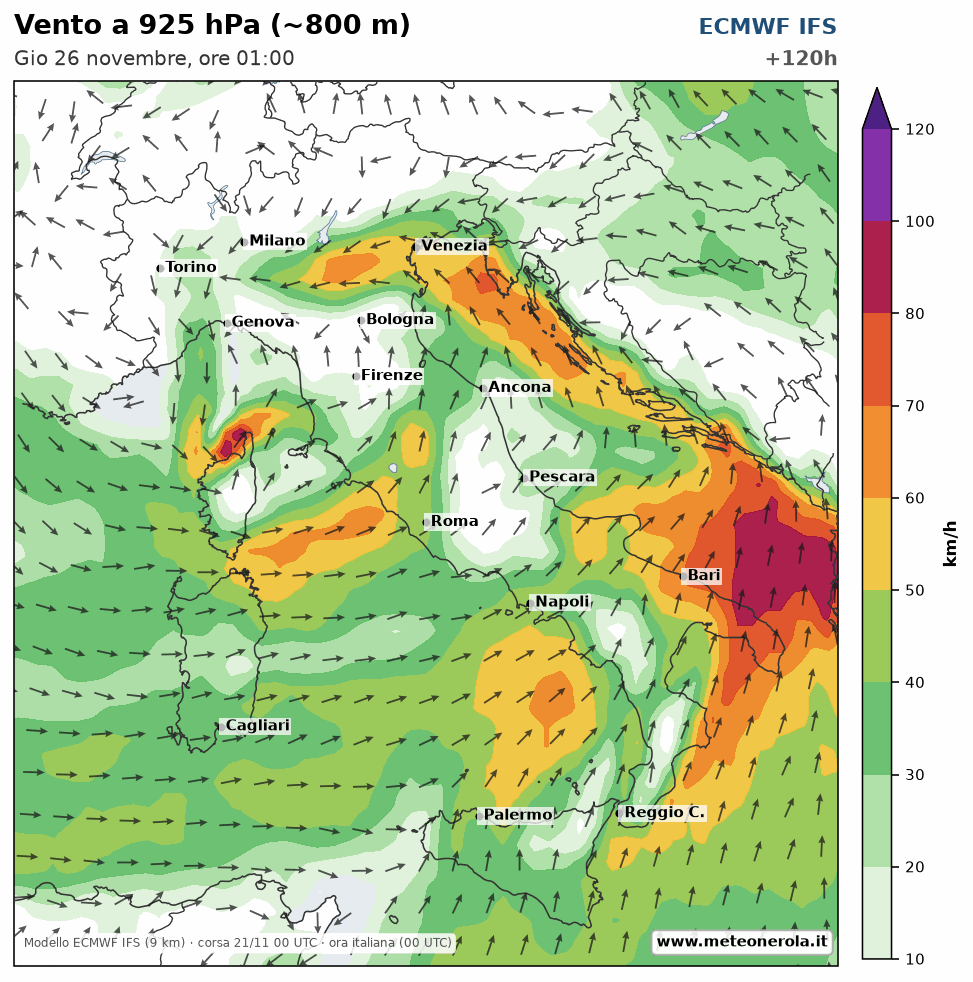 Vento a 925 hPa (~800 m)
ECMWF IFS
Gio 26 novembre, ore 01:00
+120h
Milano
Venezia
Torino
Genova
Bologna
Firenze
Ancona
Pescara
Roma
Bari
Napoli
Cagliari
Palermo
Reggio C.
120
100
80
70
60
50
40
30
20
10
km/h
Modello ECMWF IFS (9 km) · corsa 21/11 00 UTC · ora italiana (00 UTC)
www.meteonerola.it